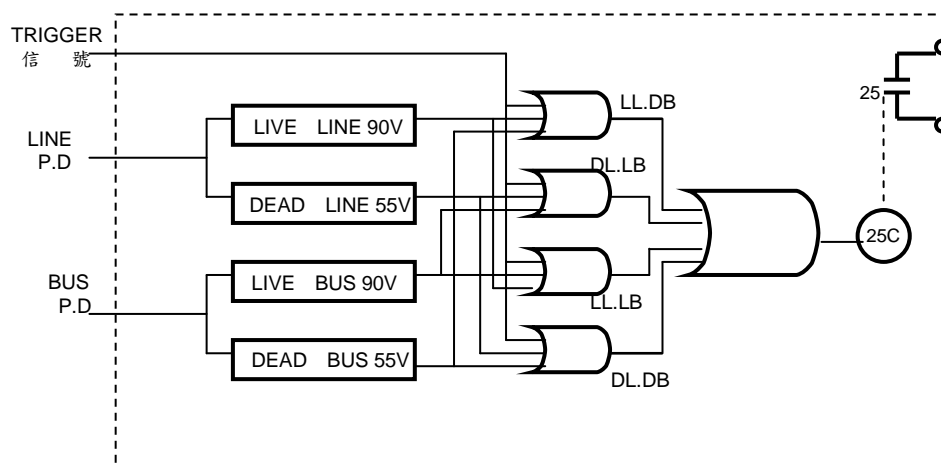 TRIGGER
信 號
LINE
P.D
LIVE LINE 90V
DEAD LINE 55V
BUS
P.D
LIVE BUS 90V
DEAD BUS 55V
LL.DB
DL.LB
LL.LB
DL.DB
25
25C